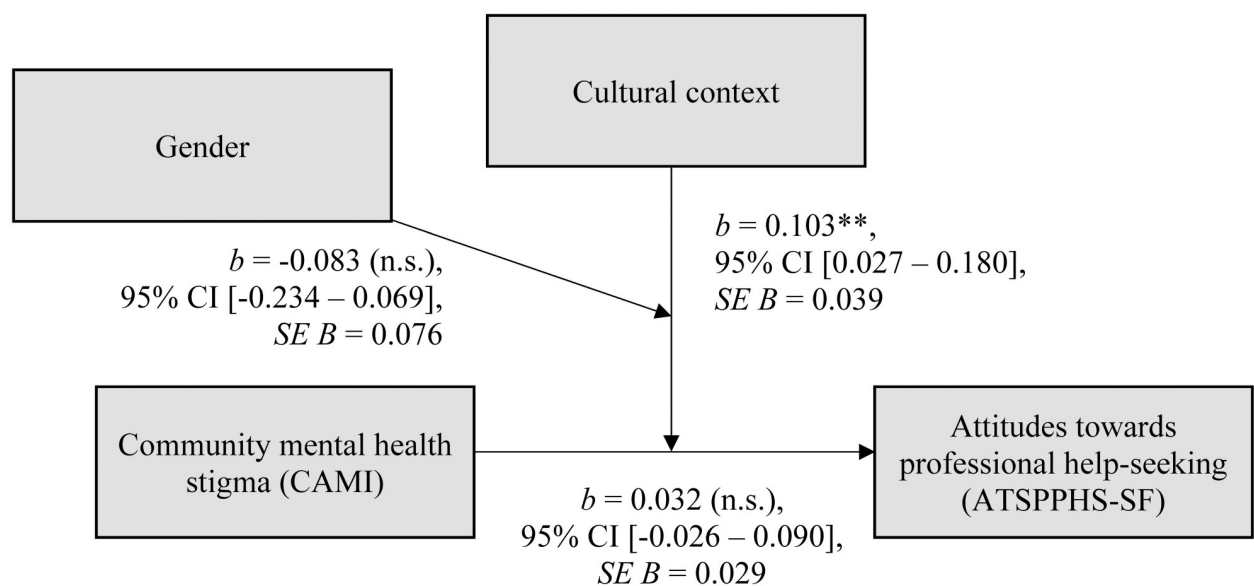 Cultural context
Gender
b = 0.103**,
95% CI [0.027 – 0.180],
SE B = 0.039
b = -0.083 (n.s.),
95% CI [-0.234 – 0.069],
SE B = 0.076
Community mental health
stigma (CAMI)
Attitudes towards
professional help-seeking
(ATSPPHS-SF)
b = 0.032 (n.s.),
95% CI [-0.026 – 0.090],
SE B = 0.029